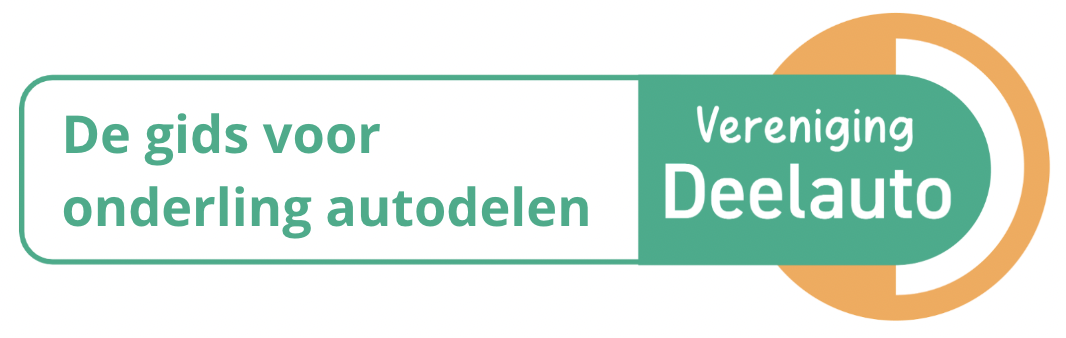 De gids voor
onderling autodelen
Vereniging
Deelauto